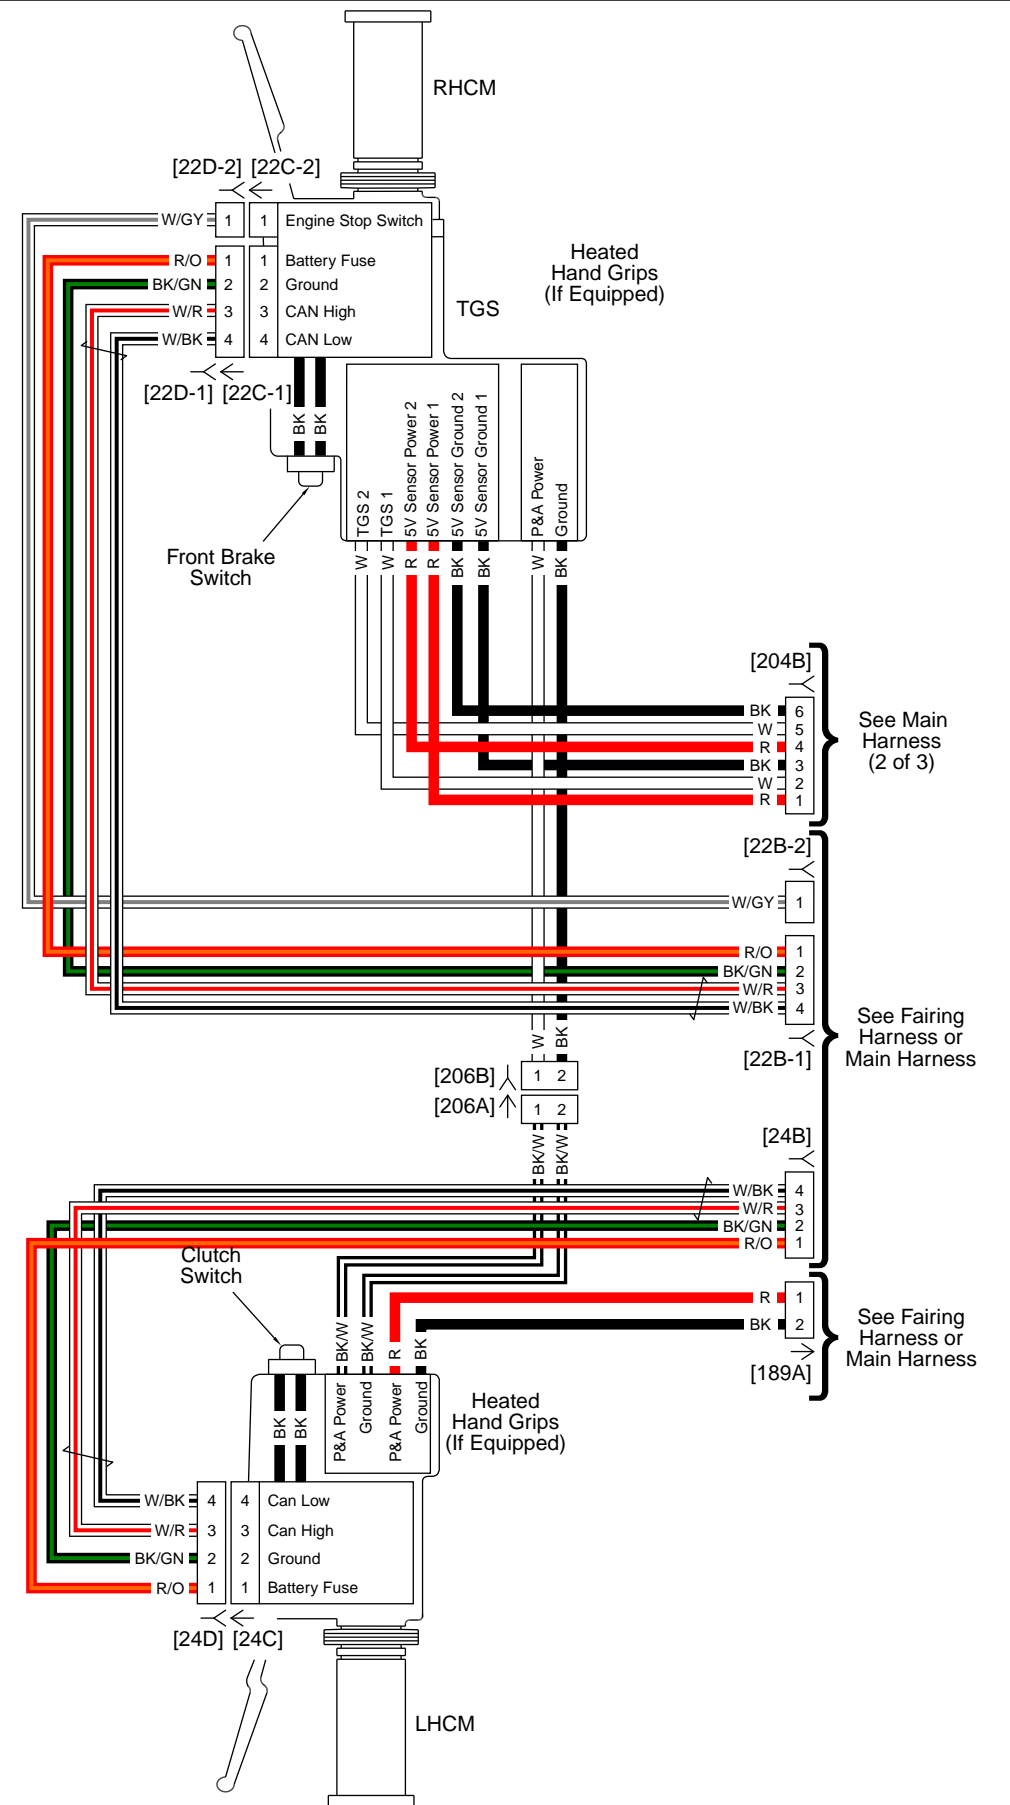 RHCM
[22D-2] [22C-2]
W/GY 1 1 Engine Stop Switch
R/O 1 1 Battery Fuse
BK/GN 2 2 Ground
W/R 3 3 CAN High
W/BK 4 4 CAN Low
[22D-1] [22C-1]
TGS
Heated
Hand Grips
(If Equipped)
BK BK
Front Brake
Switch
TGS 2
TGS 1
5V Sensor Power 2
5V Sensor Power 1
5V Sensor Ground 2
5V Sensor Ground 1
P&A Power
Ground
W W R R BK BK W BK
[204B]
BK 6
W 5
R 4
BK 3
W 2
R 1
See Main
Harness
(2 of 3)
[22B-2]
W/GY 1
R/O 1
BK/GN 2
W/R 3
W/BK 4
[22B-1]
See Fairing
Harness or
Main Harness
W BK
[206B] 1 2
[206A] 1 2
BK/W BK/W
[24B]
W/BK 4
W/R 3
BK/GN 2
R/O 1
Clutch
Switch
R 1
BK 2
[189A]
See Fairing
Harness or
Main Harness
BK/W BK/W R BK
P&A Power
Ground
P&A Power
Ground
Heated
Hand Grips
(If Equipped)
BK BK
W/BK 4 4 Can Low
W/R 3 3 Can High
BK/GN 2 2 Ground
R/O 1 1 Battery Fuse
[24D] [24C]
LHCM